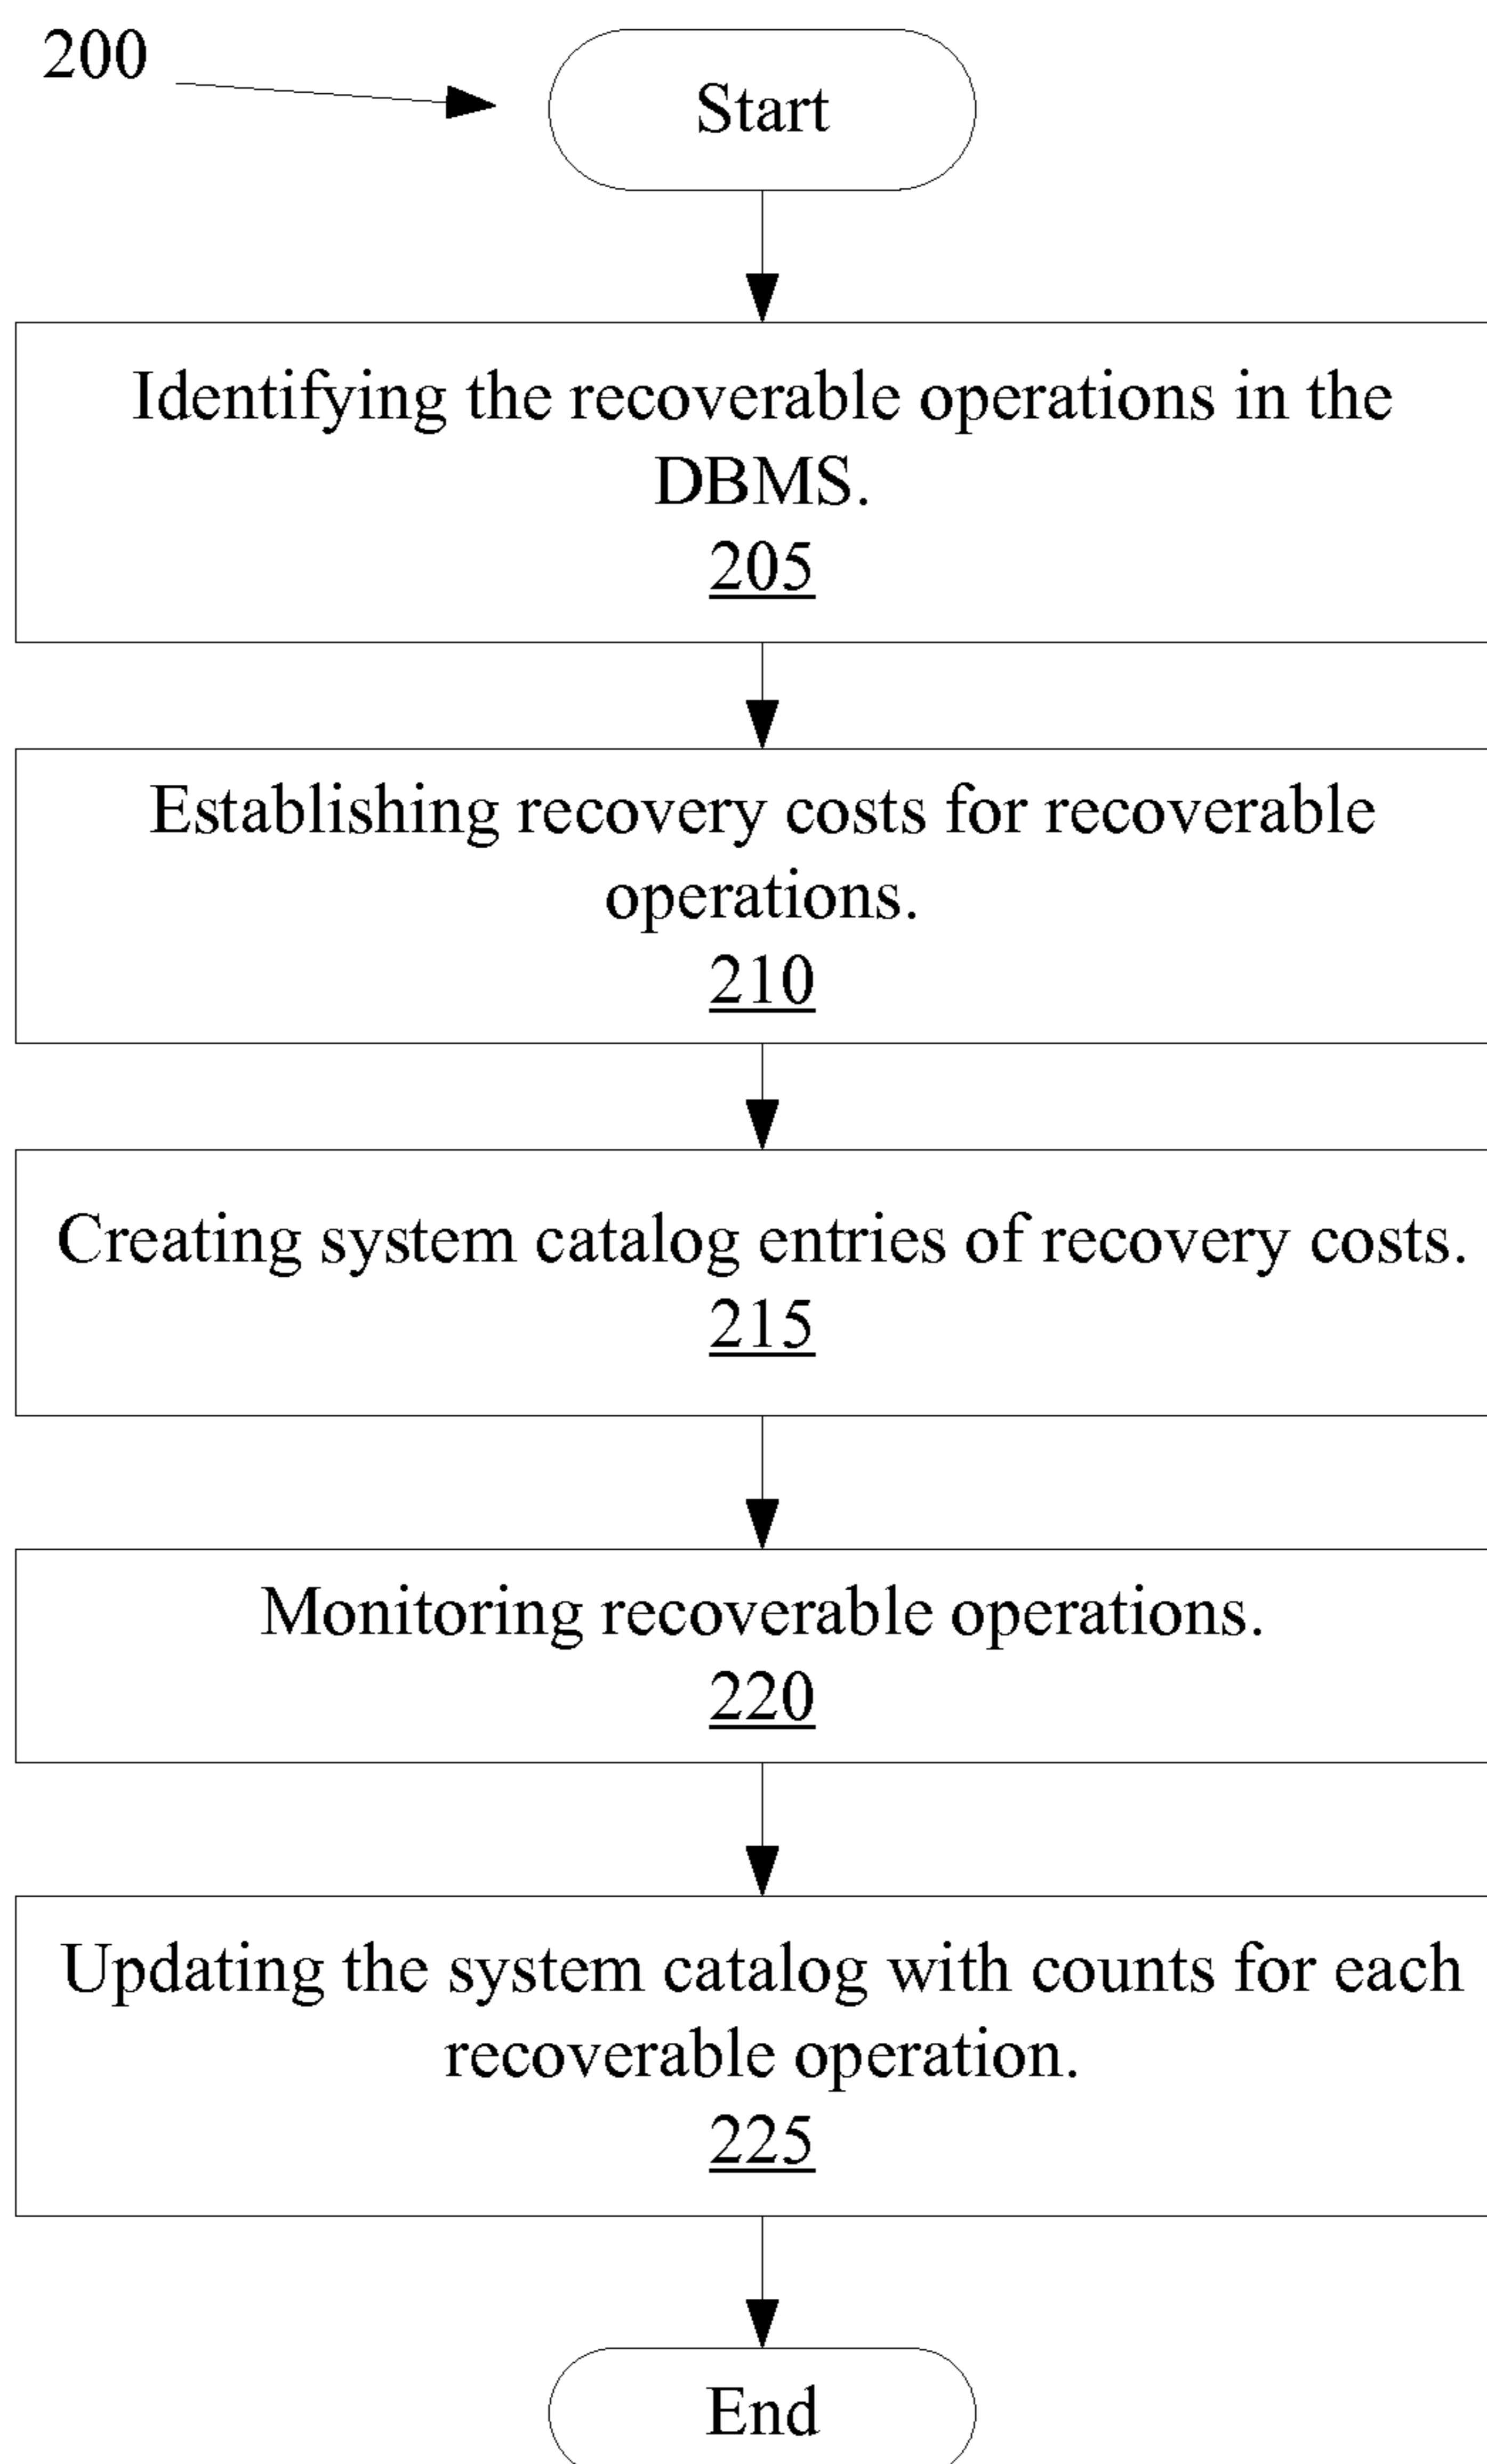 200
Start
Identifying the recoverable operations in the
DBMS.
205
Establishing recovery costs for recoverable
operations.
210
Creating system catalog entries of recovery costs.
215
Monitoring recoverable operations.
220
Updating the system catalog with counts for each
recoverable operation.
225
End